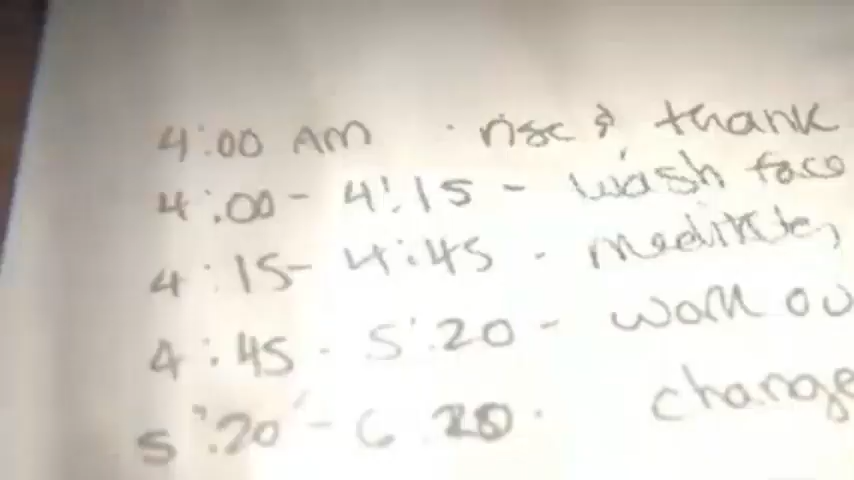 4:00 AM · rise & thank
4:00 - 4:15 - wash face
4:15 - 4:45 - meditate,
4:45 - 5:20 - work ou
5:20 - 6 20 · change